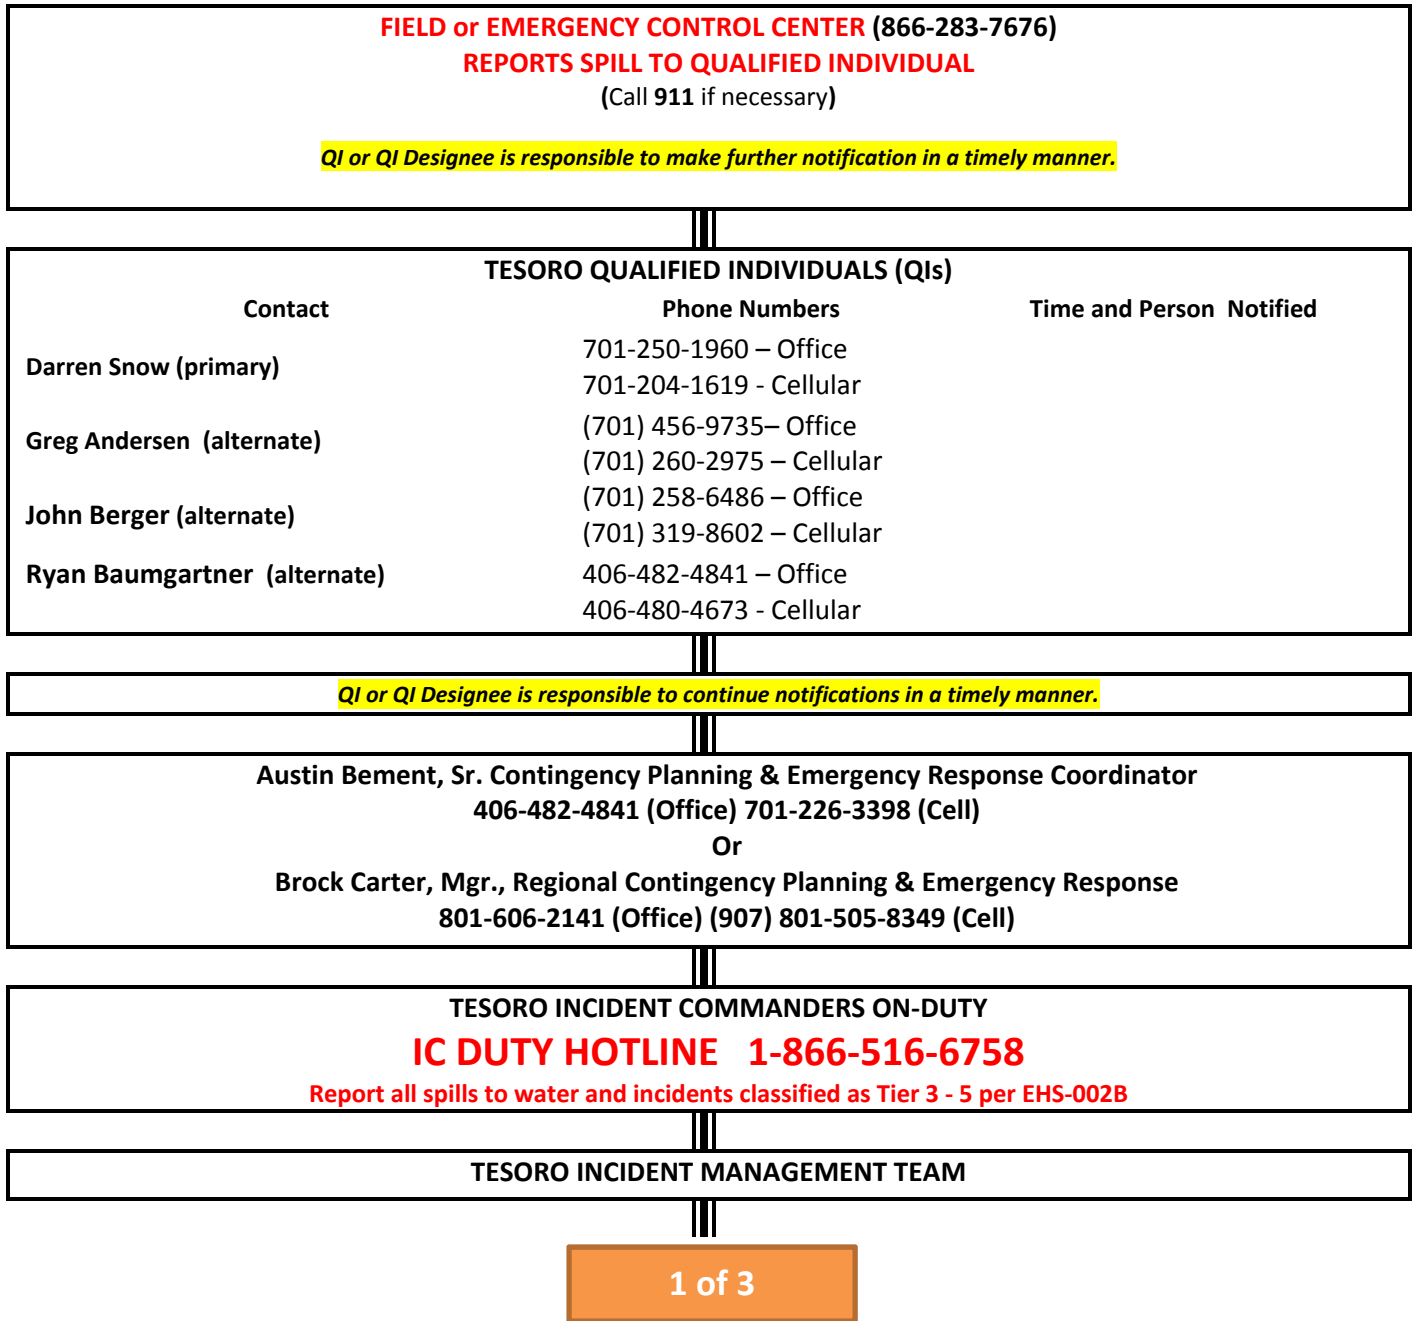 FIELD or EMERGENCY CONTROL CENTER (866-283-7676)
REPORTS SPILL TO QUALIFIED INDIVIDUAL
(Call 911 if necessary)
QI or QI Designee is responsible to make further notification in a timely manner.
TESORO QUALIFIED INDIVIDUALS (QIs)
Contact Phone Numbers Time and Person Notified
Darren Snow (primary)
701-250-1960 – Office
701-204-1619 - Cellular
Greg Andersen (alternate)
(701) 456-9735– Office
(701) 260-2975 – Cellular
John Berger (alternate)
(701) 258-6486 – Office
(701) 319-8602 – Cellular
Ryan Baumgartner (alternate) 406-482-4841 – Office
406-480-4673 - Cellular
QI or QI Designee is responsible to continue notifications in a timely manner.
Austin Bement, Sr. Contingency Planning & Emergency Response Coordinator
406-482-4841 (Office) 701-226-3398 (Cell)
Or
Brock Carter, Mgr., Regional Contingency Planning & Emergency Response
801-606-2141 (Office) (907) 801-505-8349 (Cell)
TESORO INCIDENT COMMANDERS ON-DUTY
IC DUTY HOTLINE 1-866-516-6758
Report all spills to water and incidents classified as Tier 3 - 5 per EHS-002B
TESORO INCIDENT MANAGEMENT TEAM
1 of 3